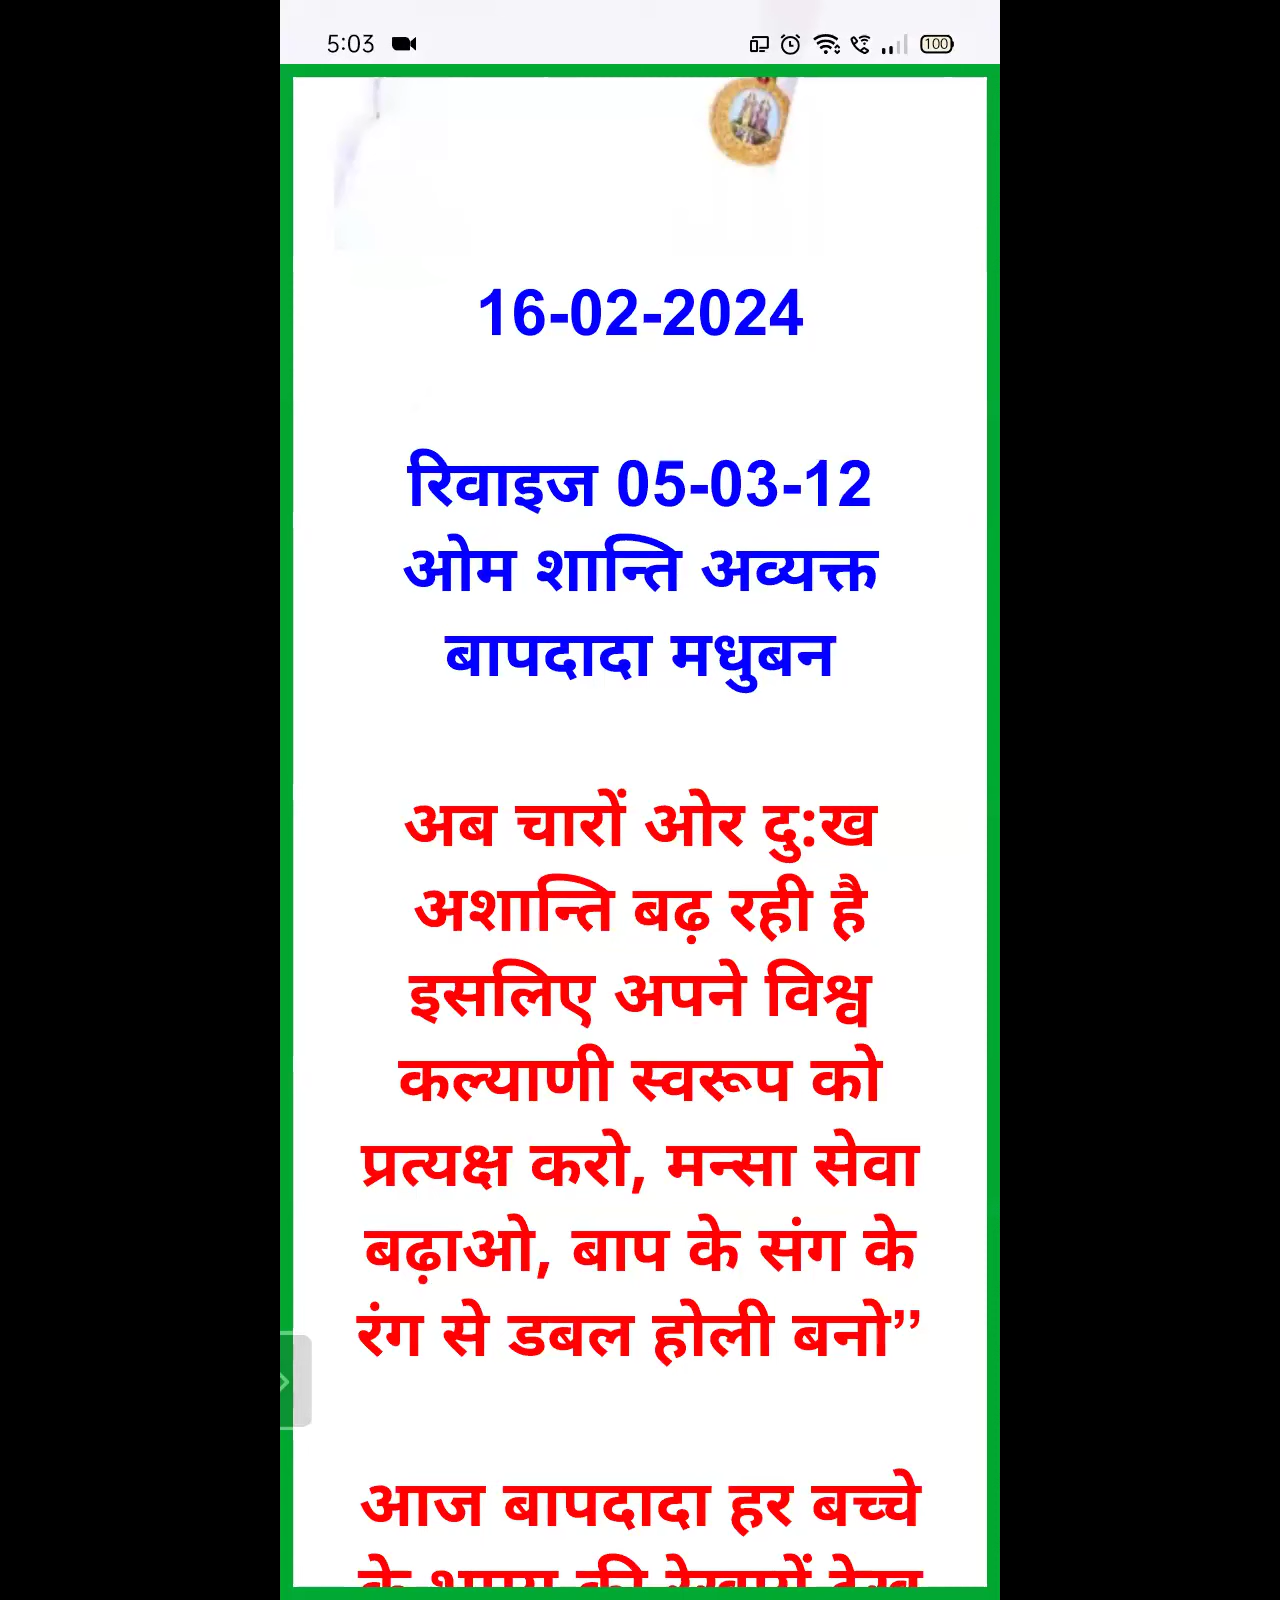 5:03
100
16-02-2024
रिवाइज 05-03-12
ओम शान्ति अव्यक्त
बापदादा मधुबन
अब चारों ओर दु:ख
अशान्ति बढ़ रही है
इसलिए अपने विश्व
कल्याणी स्वरूप को
प्रत्यक्ष करो, मन्सा सेवा
बढ़ाओ, बाप के संग के
रंग से डबल होली बनो’’
आज बापदादा हर बच्चे
के भाग्य की रेखायें देख